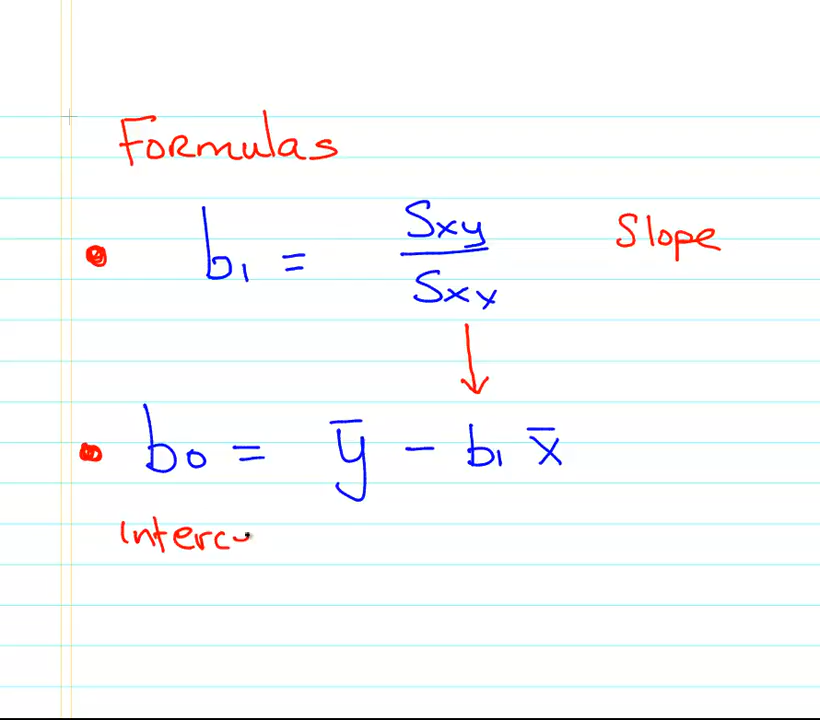 Formulas
• b₁ = Sxy / Sxx Slope
• b₀ = ȳ - b₁ x̄
Interc